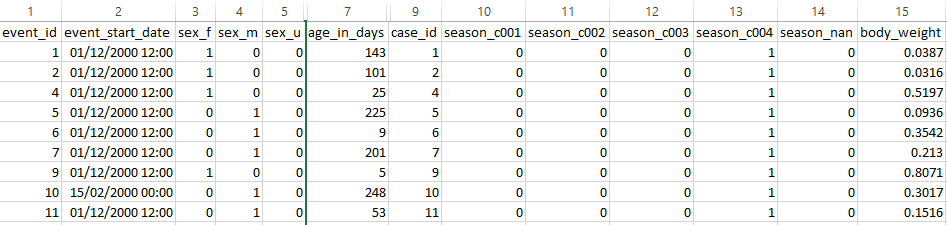 1 2 3 4 5 7 9 10 11 12 13 14 15
event_id event_start_date sex_f sex_m sex_u age_in_days case_id season_c001 season_c002 season_c003 season_c004 season_nan body_weight
1 01/12/2000 12:00 1 0 0 143 1 0 0 0 1 0 0.0387
2 01/12/2000 12:00 1 0 0 101 2 0 0 0 1 0 0.0316
4 01/12/2000 12:00 1 0 0 25 4 0 0 0 1 0 0.5197
5 01/12/2000 12:00 0 1 0 225 5 0 0 0 1 0 0.0936
6 01/12/2000 12:00 0 1 0 9 6 0 0 0 1 0 0.3542
7 01/12/2000 12:00 0 1 0 201 7 0 0 0 1 0 0.213
9 01/12/2000 12:00 1 0 0 5 9 0 0 0 1 0 0.8071
10 15/02/2000 00:00 0 1 0 248 10 0 0 0 1 0 0.3017
11 01/12/2000 12:00 0 1 0 53 11 0 0 0 1 0 0.1516